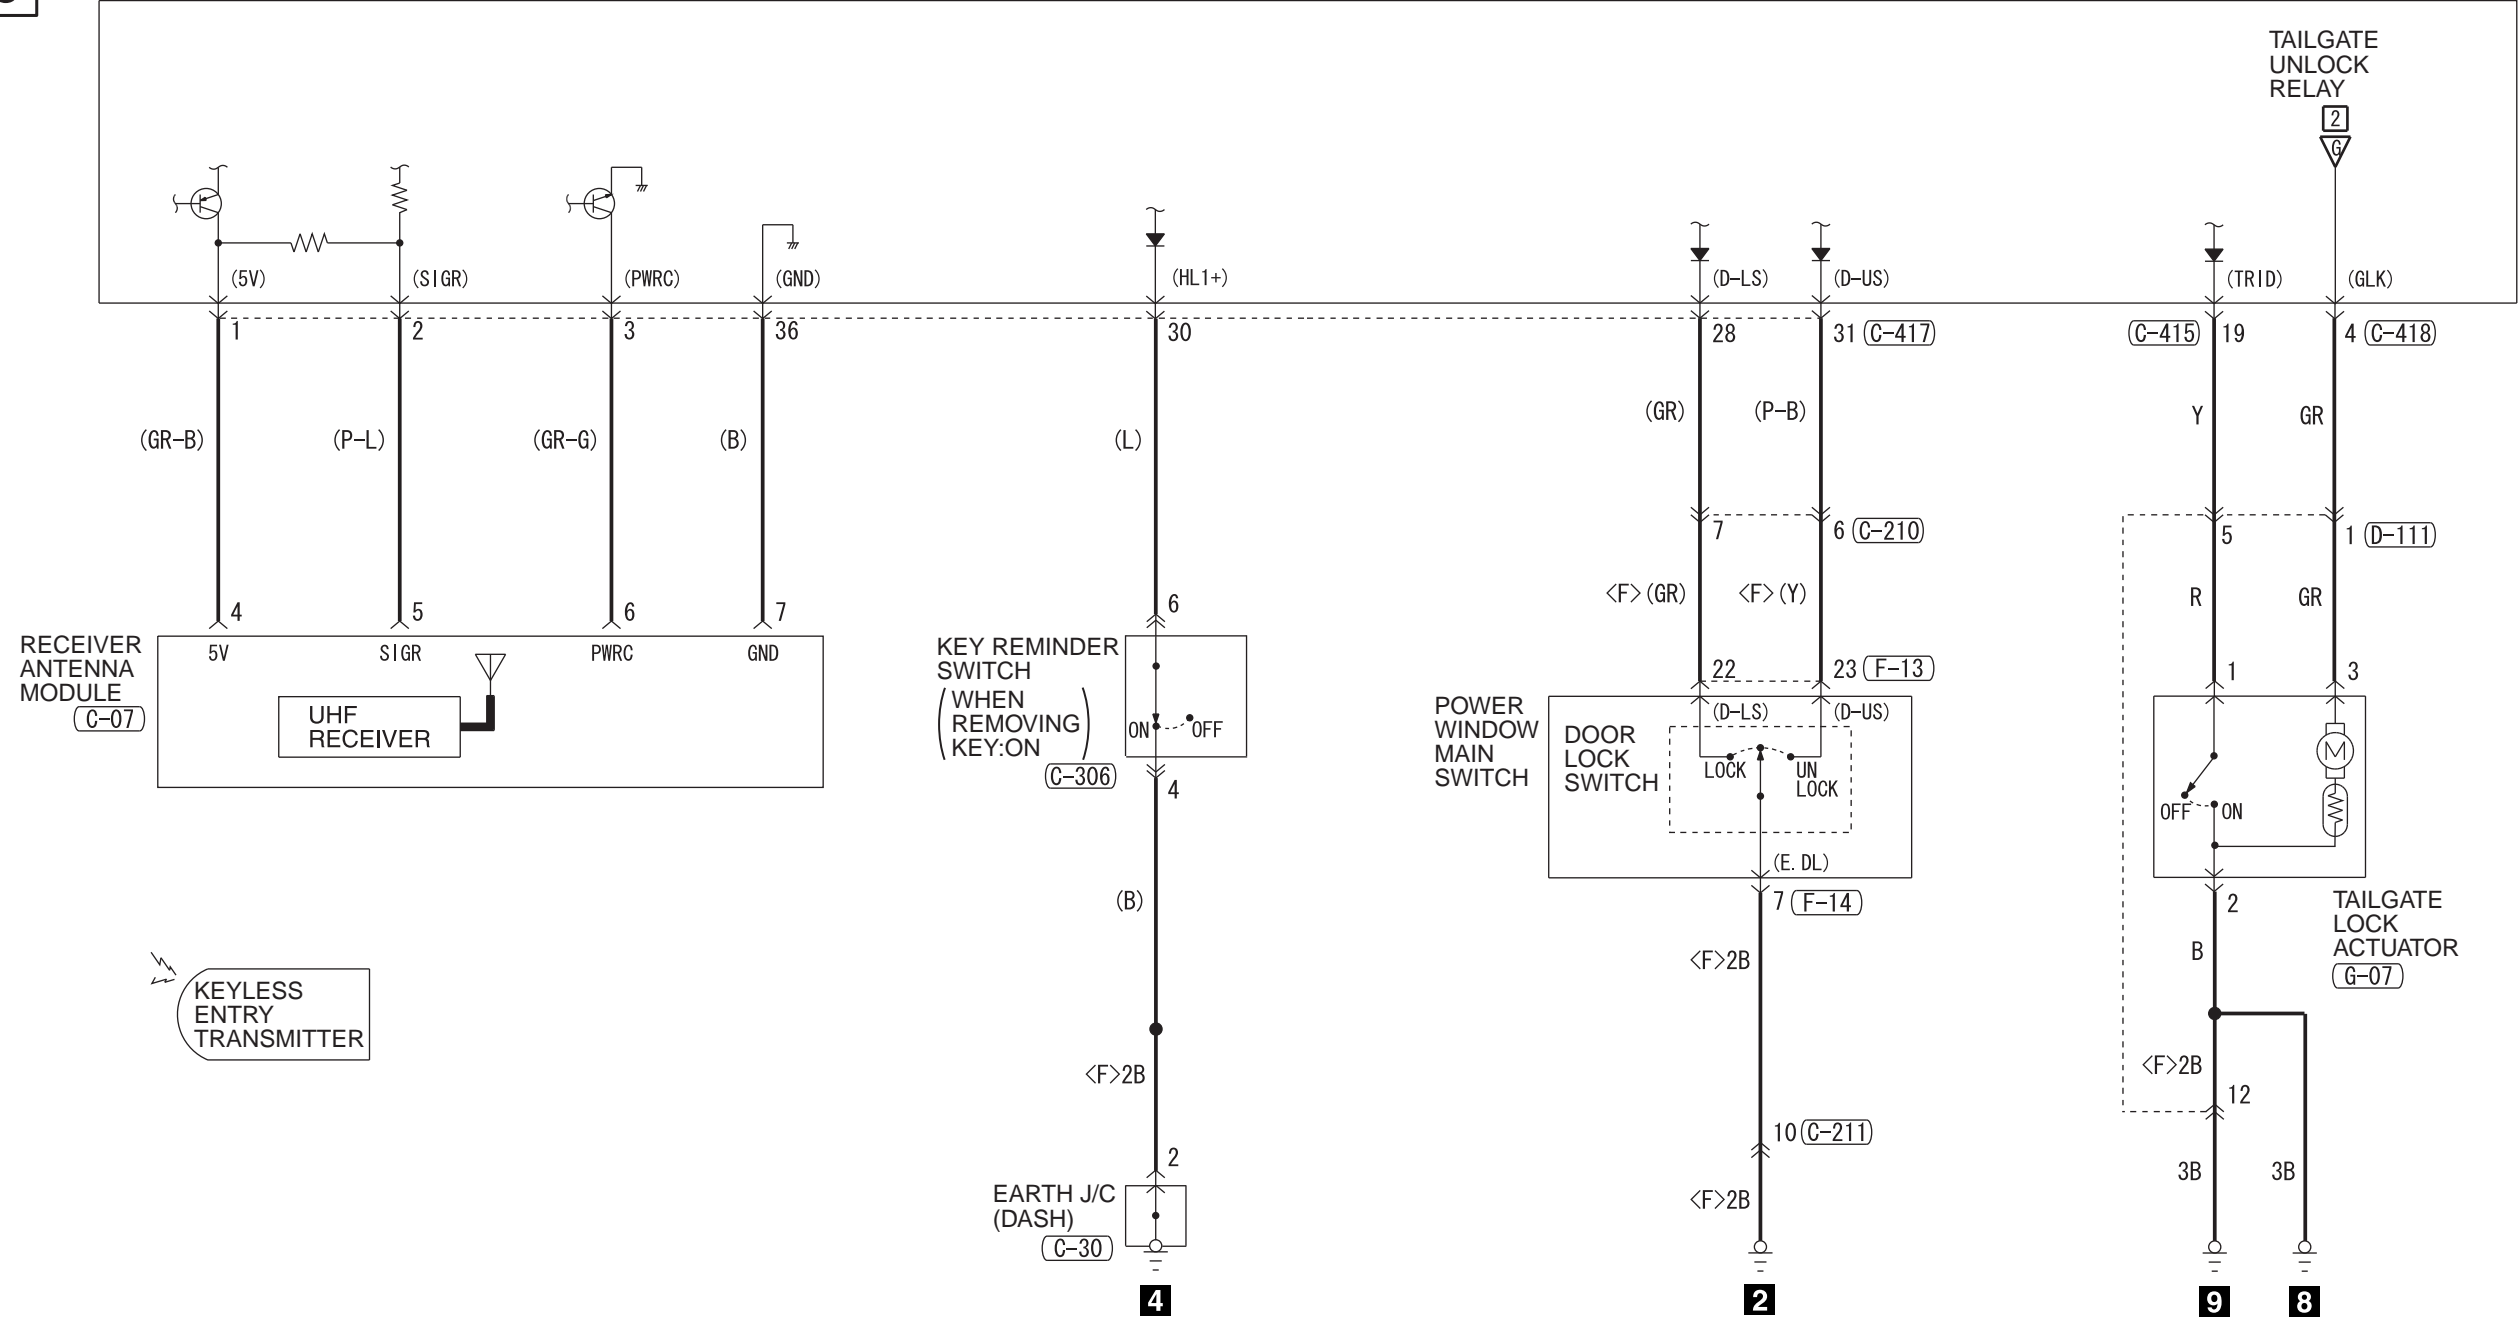 TAILGATE
UNLOCK
RELAY
2
G
(5V) (SIGR) (PWRC) (GND) (HL1+) (D-LS) (D-US) (TRID) (GLK)
1 2 3 36 30 28 31 (C-417) (C-415) 19 4 (C-418)
(GR-B) (P-L) (GR-G) (B) (L) (GR) (P-B) Y GR
7 6 (C-210) 5 1 (D-111)
<F>(GR) <F>(Y) R GR
4 5 6 7 6
RECEIVER
ANTENNA
MODULE
C-07
5V SIGR PWRC GND
UHF
RECEIVER
KEY REMINDER
SWITCH
(WHEN
REMOVING
KEY:ON)
ON OFF
C-306
4
22 23 F-13
POWER
WINDOW
MAIN
SWITCH
(D-LS) (D-US)
DOOR
LOCK
SWITCH
LOCK UN
LOCK
(E.DL)
7 F-14
1 3
M
OFF ON
2
TAILGATE
LOCK
ACTUATOR
G-07
(B)
<F>2B
B
KEYLESS
ENTRY
TRANSMITTER
<F>2B
<F>2B
12
10 C-211
2
EARTH J/C
(DASH)
C-30
<F>2B
3B 3B
4 2 9 8